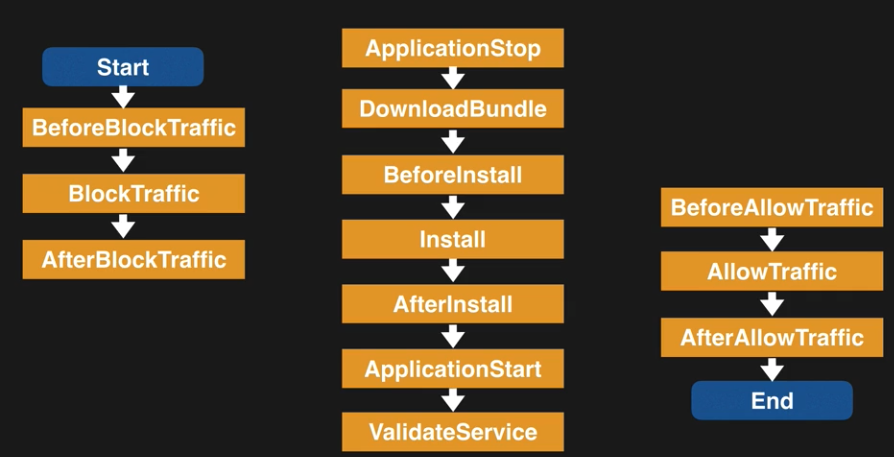 Start
BeforeBlockTraffic
BlockTraffic
AfterBlockTraffic
ApplicationStop
DownloadBundle
BeforeInstall
Install
AfterInstall
ApplicationStart
ValidateService
BeforeAllowTraffic
AllowTraffic
AfterAllowTraffic
End